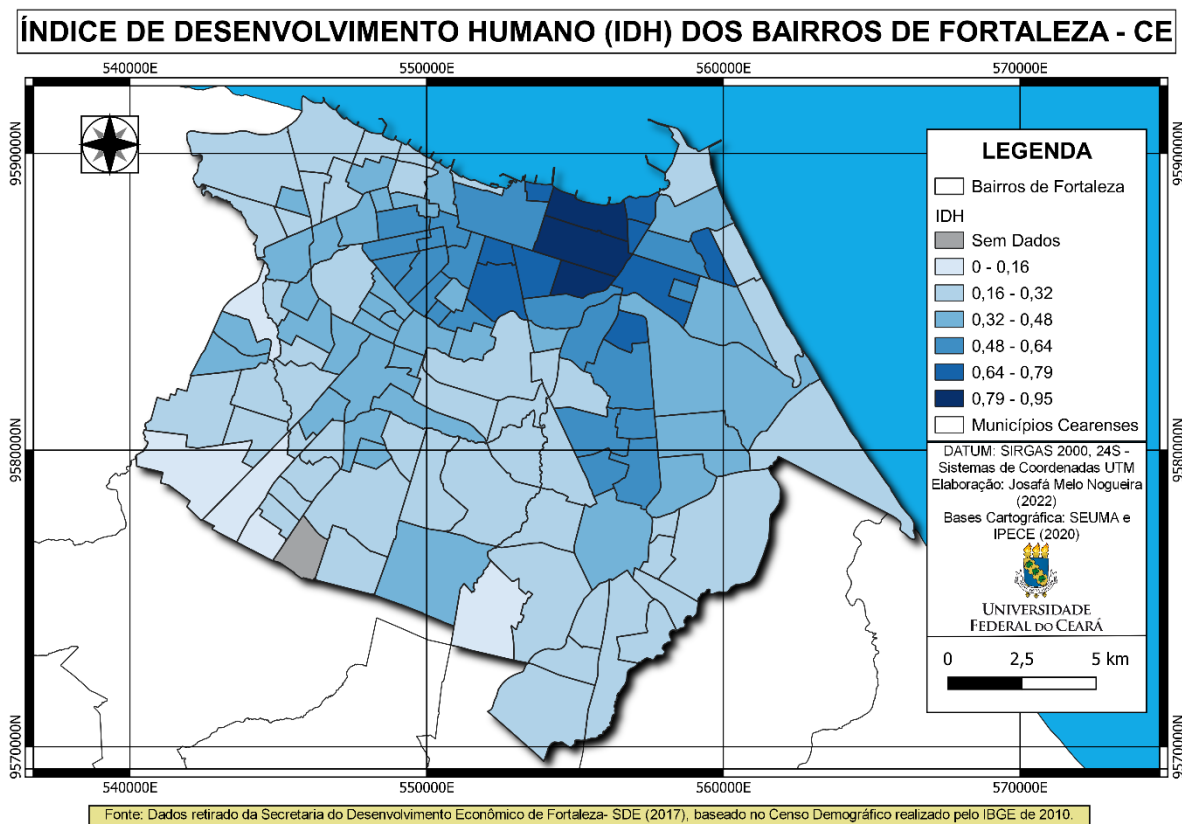 ÍNDICE DE DESENVOLVIMENTO HUMANO (IDH) DOS BAIRROS DE FORTALEZA - CE
540000E
550000E
560000E
570000E
9590000N
9590000N
9580000N
9580000N
9570000N
9570000N
LEGENDA
Bairros de Fortaleza
IDH
Sem Dados
0 - 0,16
0,16 - 0,32
0,32 - 0,48
0,48 - 0,64
0,64 - 0,79
0,79 - 0,95
Municípios Cearenses
DATUM: SIRGAS 2000, 24S -
Sistemas de Coordenadas UTM
Elaboração: Josafá Melo Nogueira
(2022)
Bases Cartográfica: SEUMA e
IPECE (2020)
UNIVERSIDADE
FEDERAL DO CEARÁ
0 2,5 5 km
540000E
550000E
560000E
570000E
Fonte: Dados retirado da Secretaria do Desenvolvimento Econômico de Fortaleza- SDE (2017), baseado no Censo Demográfico realizado pelo IBGE de 2010.